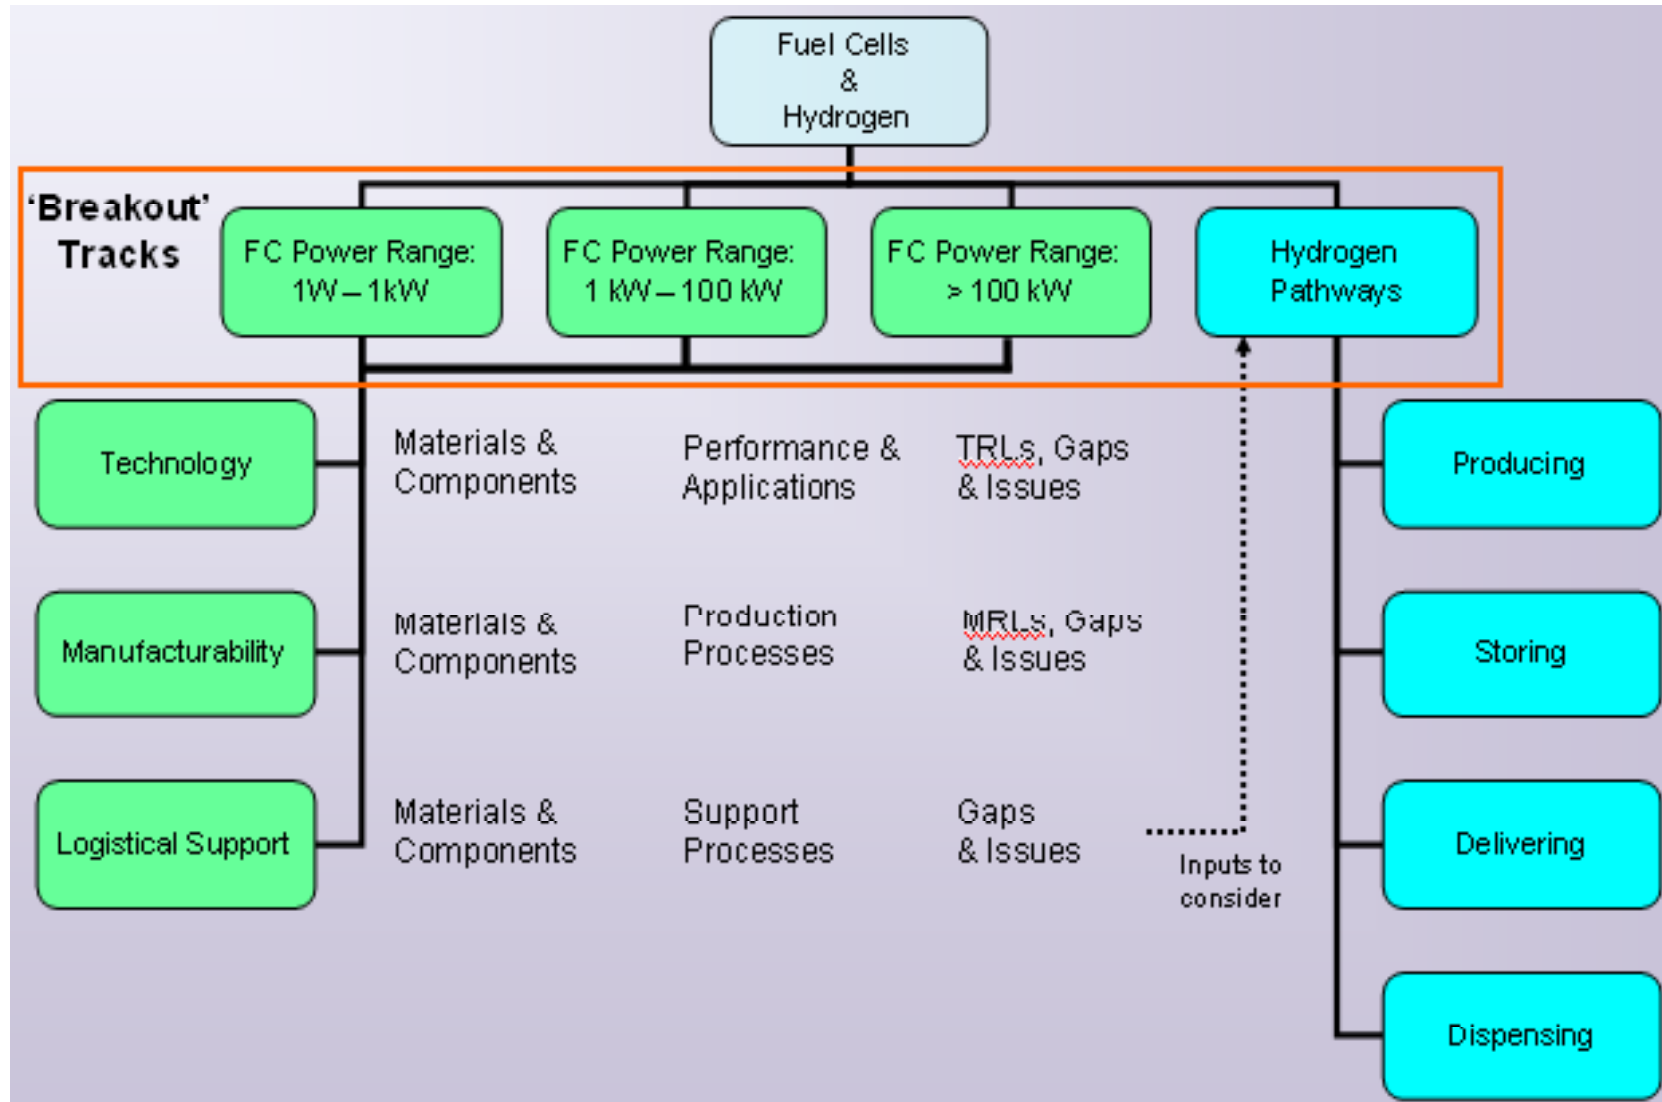 Fuel Cells
&
Hydrogen
‘Breakout’
Tracks
FC Power Range:
1W – 1kW
FC Power Range:
1 kW – 100 kW
FC Power Range:
> 100 kW
Hydrogen
Pathways
Technology
Materials &
Components
Performance &
Applications
TRLs, Gaps
& Issues
Producing
Manufacturability
Materials &
Components
Production
Processes
MRLs, Gaps
& Issues
Storing
Logistical Support
Materials &
Components
Support
Processes
Gaps
& Issues
Inputs to
consider
Delivering
Dispensing